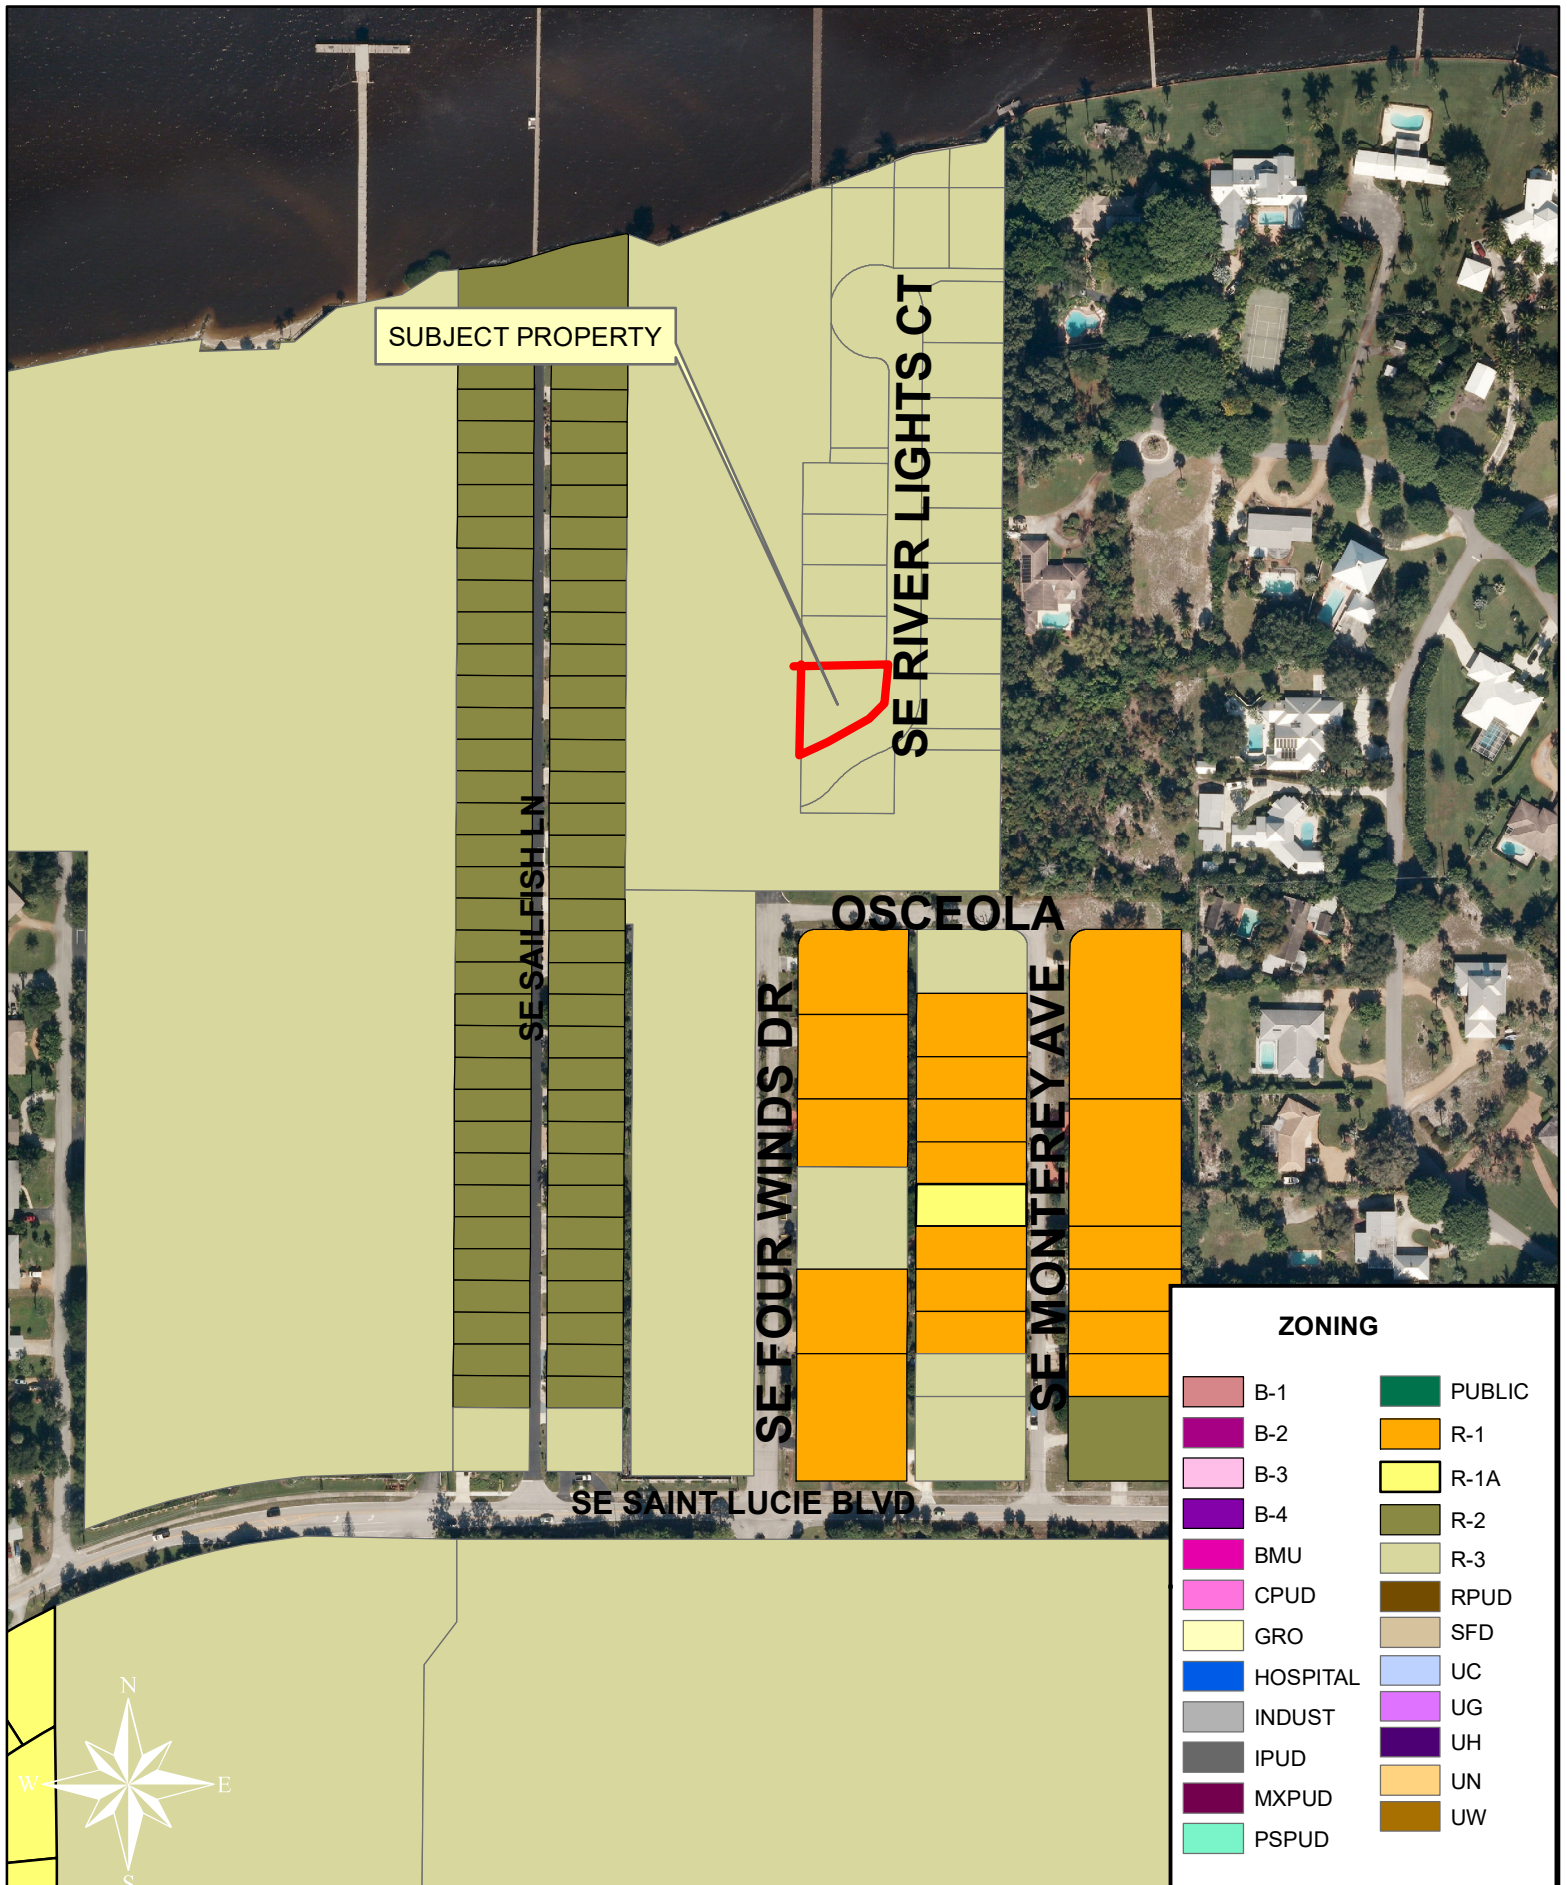 SUBJECT PROPERTY
SE RIVER LIGHTS CT
SE SAILFISH LN
OSCEOLA
SE FOUR WINDS DR
SE MONTEREY AVE
SE SAINT LUCIE BLVD
N
W
E
S
ZONING
B-1
B-2
B-3
B-4
BMU
CPUD
GRO
HOSPITAL
INDUST
IPUD
MXPUD
PSPUD
PUBLIC
R-1
R-1A
R-2
R-3
RPUD
SFD
UC
UG
UH
UN
UW